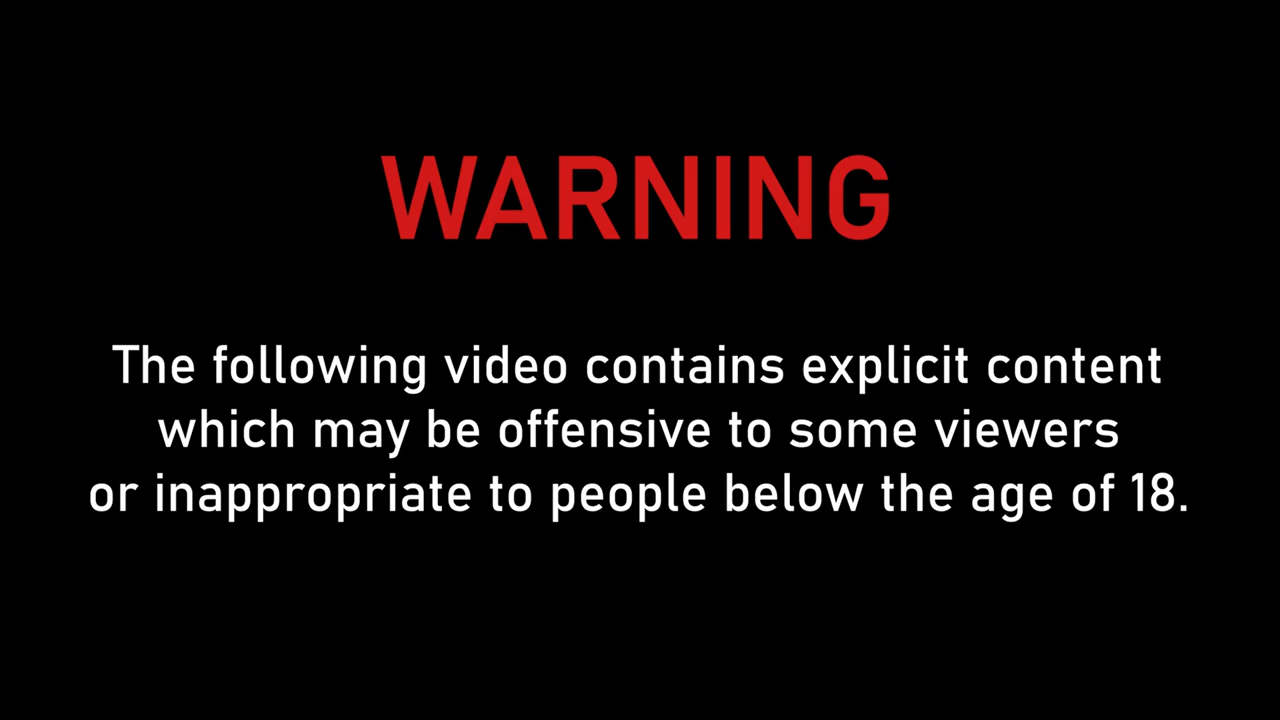 WARNING
The following video contains explicit content
which may be offensive to some viewers
or inappropriate to people below the age of 18.